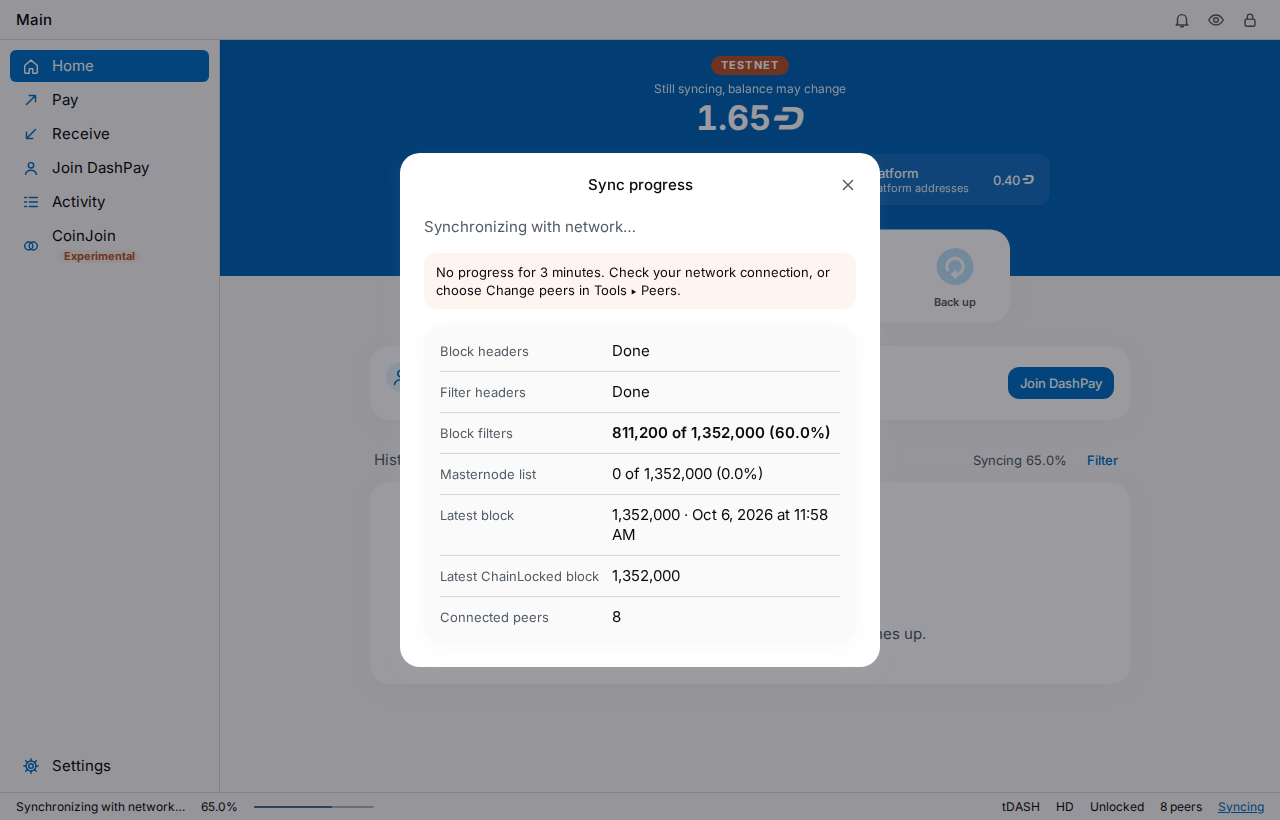 Main
Home
Pay
Receive
Join DashPay
Activity
CoinJoin
Experimental
Settings
TESTNET
Still syncing, balance may change
1.65
atform
atform addresses
0.40
Back up
Join DashPay
Hist
Syncing 65.0%
Filter
nes up.
Sync progress
Synchronizing with network…
No progress for 3 minutes. Check your network connection, or
choose Change peers in Tools ▸ Peers.
Block headers Done
Filter headers Done
Block filters 811,200 of 1,352,000 (60.0%)
Masternode list 0 of 1,352,000 (0.0%)
Latest block 1,352,000 · Oct 6, 2026 at 11:58
AM
Latest ChainLocked block 1,352,000
Connected peers 8
Synchronizing with network… 65.0% tDASH HD Unlocked 8 peers Syncing